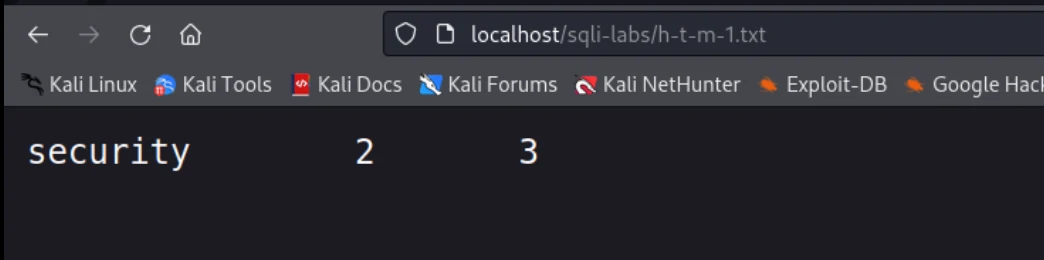 localhost/sqli-labs/h-t-m-1.txt
Kali Linux Kali Tools Kali Docs Kali Forums Kali NetHunter Exploit-DB Google Hack
security 2 3